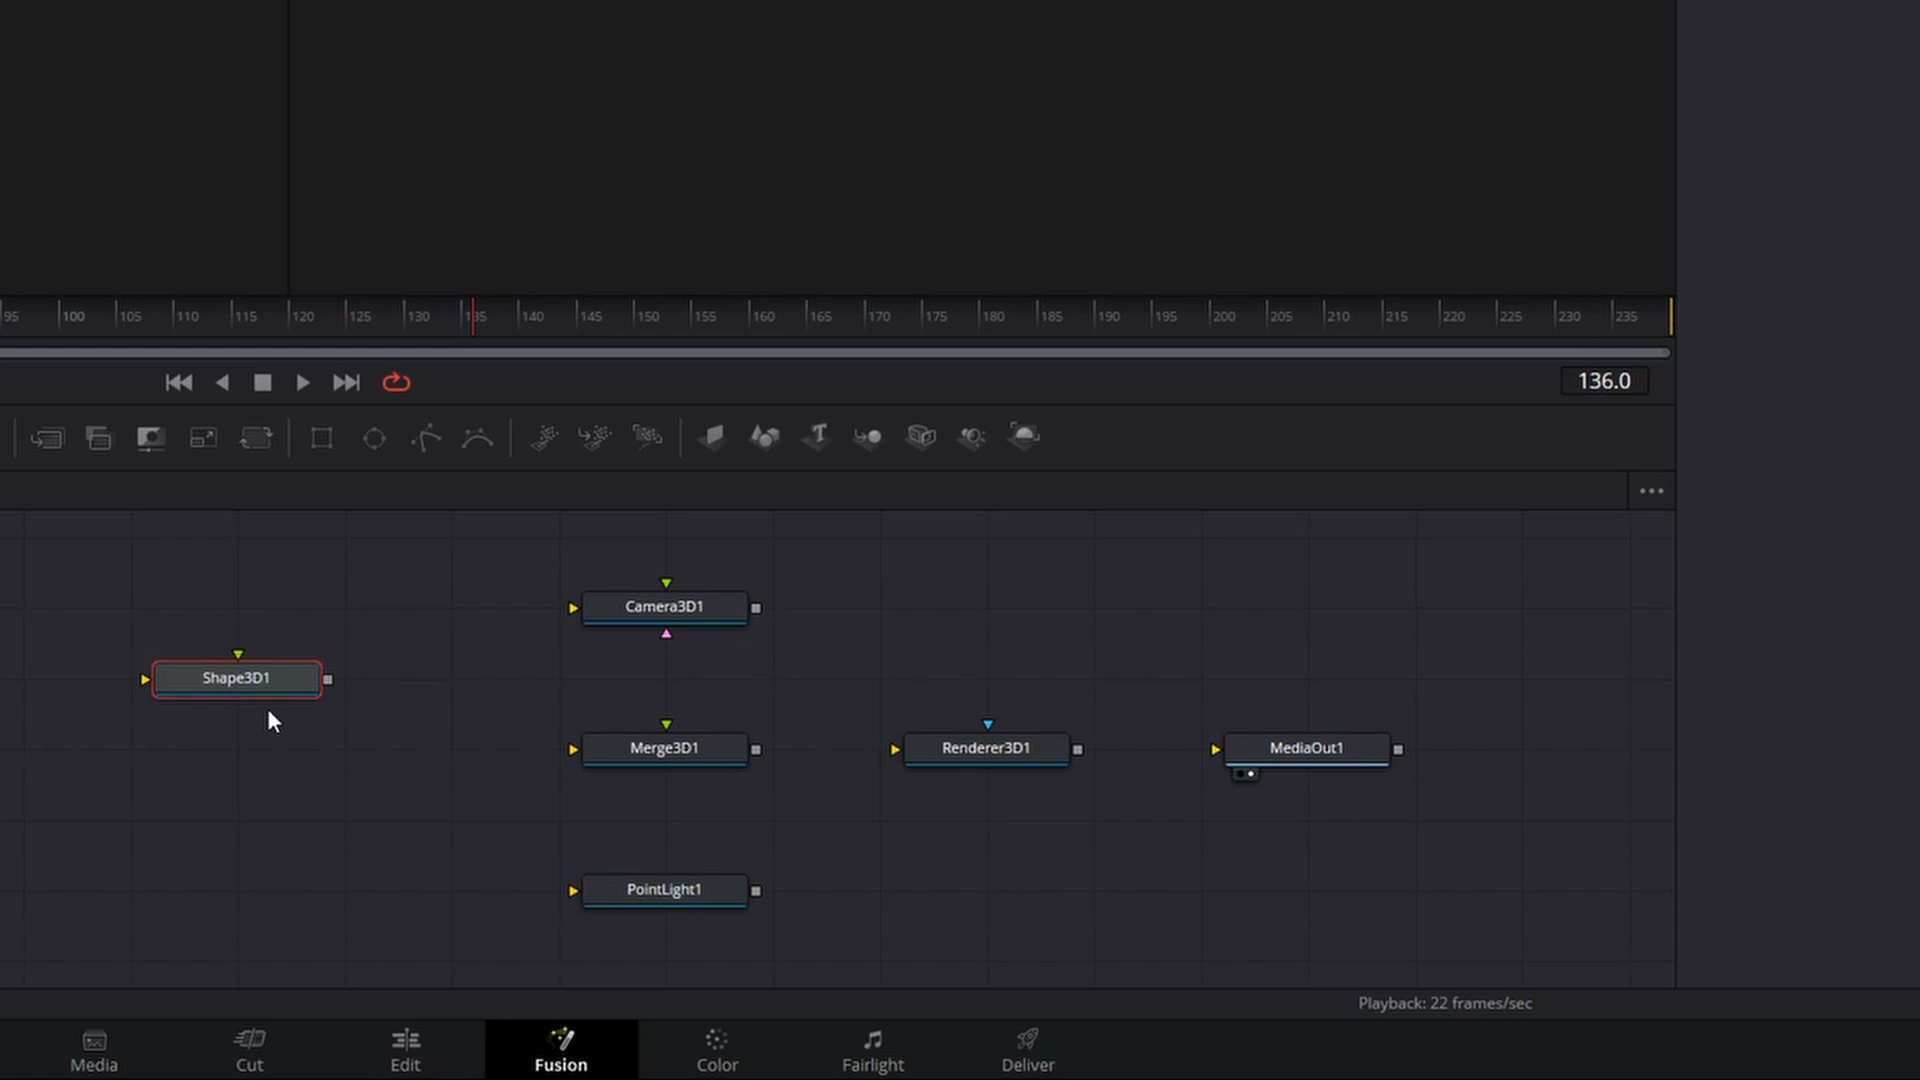 95 100 105 110 115 120 125 130 135 140 145 150 155 160 165 170 175 180 185 190 195 200 205 210 215 220 225 230 235
136.0
Camera3D1
Shape3D1
Merge3D1 Renderer3D1 MediaOut1
PointLight1
Playback: 22 frames/sec
Media Cut Edit Fusion Color Fairlight Deliver